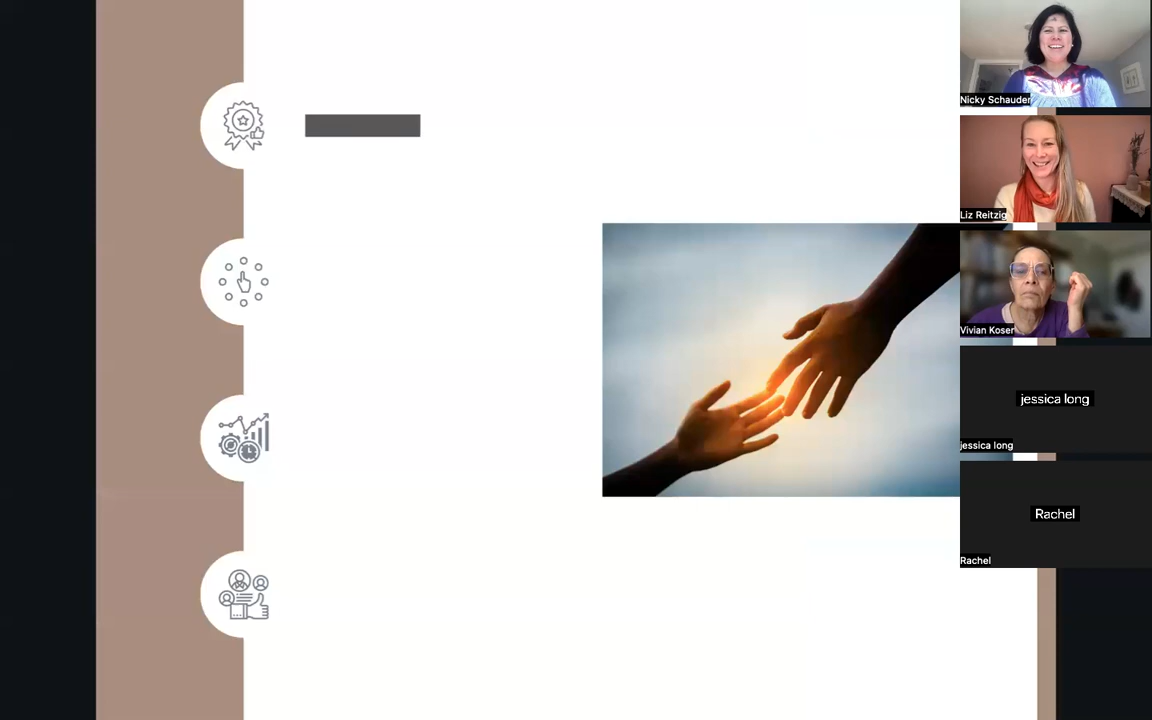 Nicky Schauder
Liz Reitzig
Vivian Koser
jessica long
jessica long
Rachel
Rachel